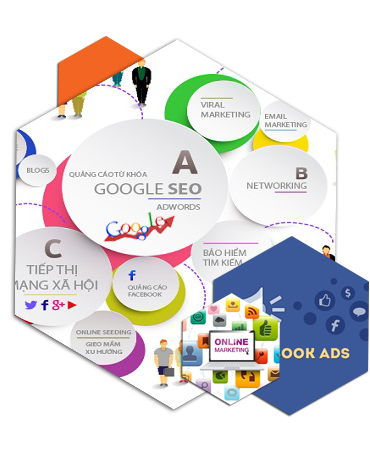 VIRAL
MARKETING
EMAIL
MARKETING
BLOGS
QUẢNG CÁO TỪ KHÓA
A
GOOGLE SEO
ADWORDS
Google
B
NETWORKING
C
TIẾP THỊ
MẠNG XÃ HỘI
BẢO HIỂM
TÌM KIẾM
f
QUẢNG CÁO
FACEBOOK
f g+
ONLINE SEEDING
GIEO MẦM
XU HƯỚNG
ONLINE
MARKETING
OOK ADS
$
f